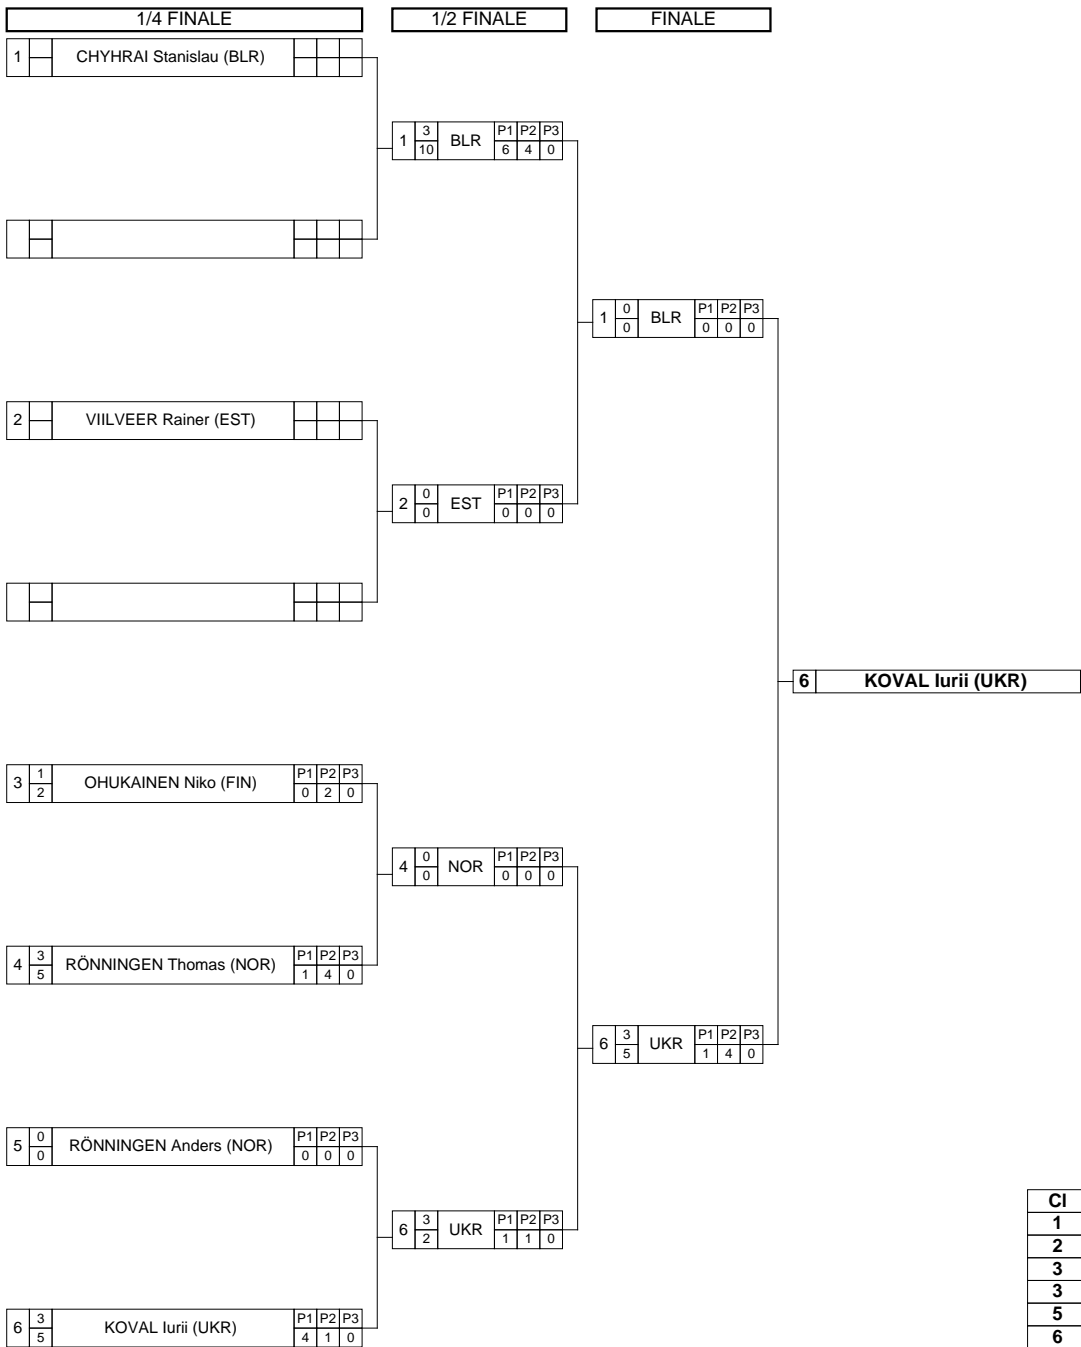 1/4 FINALE 1/2 FINALE FINALE
1 CHYHRAI Stanislau (BLR)
1 3 BLR P1 P2 P3
10 6 4 0
1 0 BLR P1 P2 P3
0 0 0 0
2 VIILVEER Rainer (EST)
2 0 EST P1 P2 P3
0 0 0 0
6 KOVAL Iurii (UKR)
3 1 OHUKAINEN Niko (FIN) P1 P2 P3
2 0 2 0
4 0 NOR P1 P2 P3
0 0 0 0
4 3 RÖNNINGEN Thomas (NOR) P1 P2 P3
5 1 4 0
6 3 UKR P1 P2 P3
5 1 4 0
5 0 RÖNNINGEN Anders (NOR) P1 P2 P3
0 0 0 0
6 3 UKR P1 P2 P3
2 1 1 0
6 3 KOVAL Iurii (UKR) P1 P2 P3
5 4 1 0
Cl
1
2
3
3
5
6